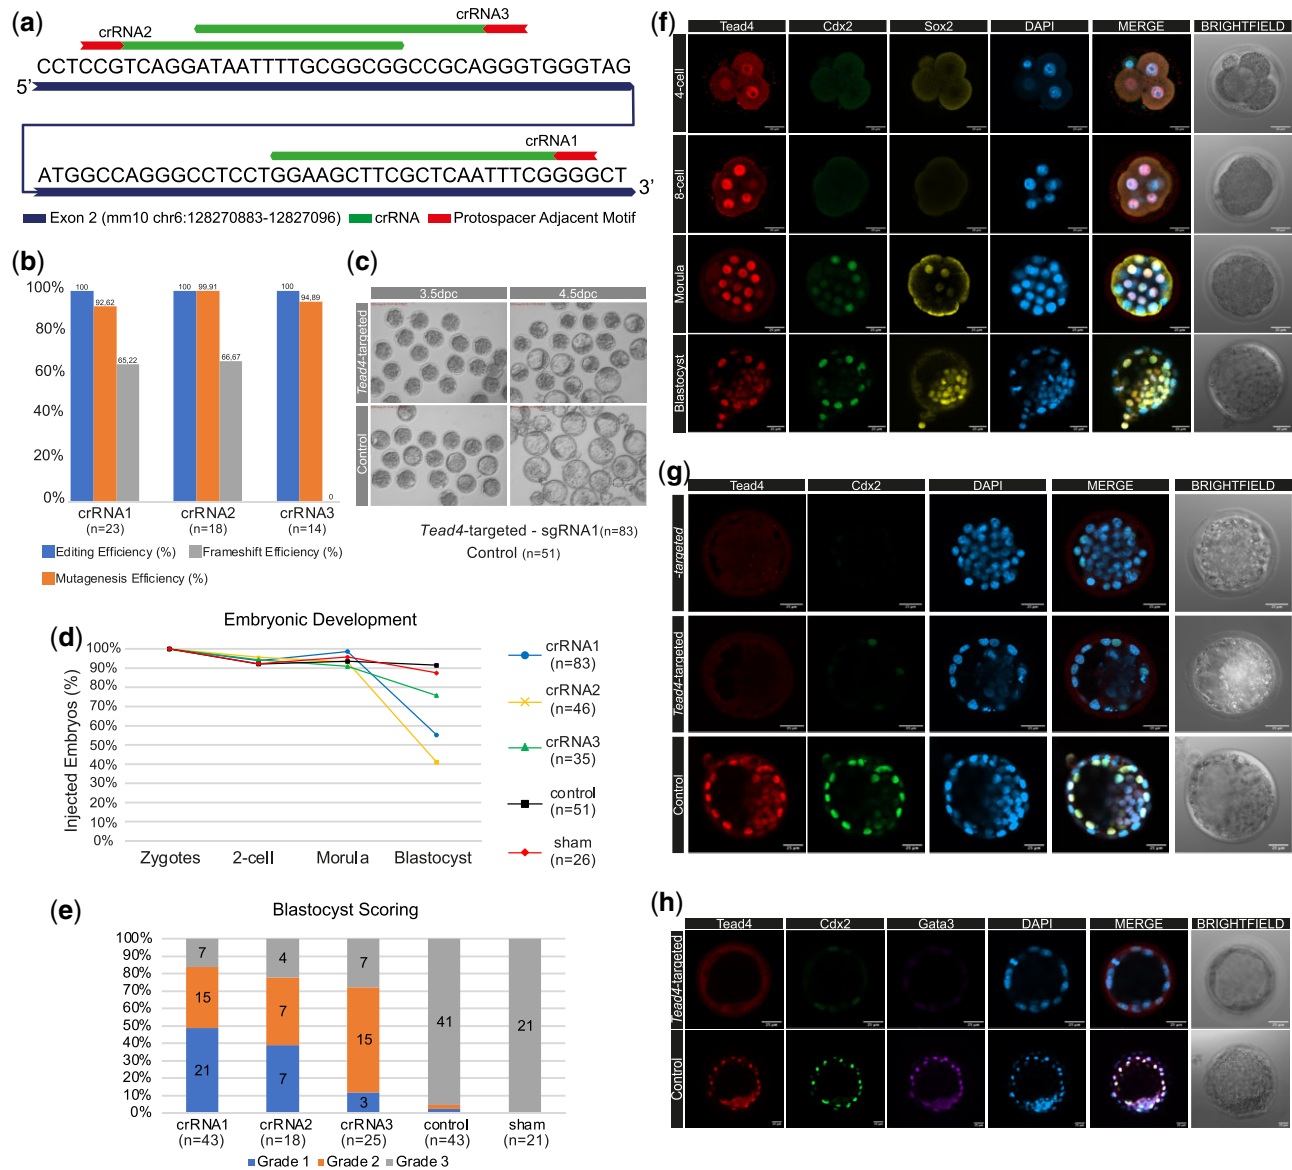 (a)
crRNA3
crRNA2
CCTCCGTCAGGATAATTTTGCGGCGGCCGCAGGGTGGGTAG
5’
crRNA1
ATGGCCAGGGCCTCCTGGAAGCTTCGCTCAATTTCGGGGCT
3’
Exon 2 (mm10 chr6:128270883-12827096) crRNA Protospacer Adjacent Motif
(b)
100%
80%
60%
40%
20%
0%
100 92,62 65,22
100 99,91 66,67
100 94,89 0
crRNA1 crRNA2 crRNA3
(n=23) (n=18) (n=14)
Editing Efficiency (%) Frameshift Efficiency (%)
Mutagenesis Efficiency (%)
(c)
3.5dpc 4.5dpc
Tead4-targeted
Control
Tead4-targeted - sgRNA1(n=83)
Control (n=51)
(d)
Embryonic Development
Injected Embryos (%)
100%
90%
80%
70%
60%
50%
40%
30%
20%
10%
0%
Zygotes 2-cell Morula Blastocyst
crRNA1
(n=83)
crRNA2
(n=46)
crRNA3
(n=35)
control
(n=51)
sham
(n=26)
(e)
Blastocyst Scoring
100%
90%
80%
70%
60%
50%
40%
30%
20%
10%
0%
7 4 7 41 21
15 7 15
21 7 3
crRNA1 crRNA2 crRNA3 control sham
(n=43) (n=18) (n=25) (n=43) (n=21)
Grade 1 Grade 2 Grade 3
(f)
Tead4 Cdx2 Sox2 DAPI MERGE BRIGHTFIELD
4-cell
8-cell
Morula
Blastocyst
(g)
Tead4 Cdx2 DAPI MERGE BRIGHTFIELD
-targeted
Tead4-targeted
Control
(h)
Tead4 Cdx2 Gata3 DAPI MERGE BRIGHTFIELD
Tead4-targeted
Control